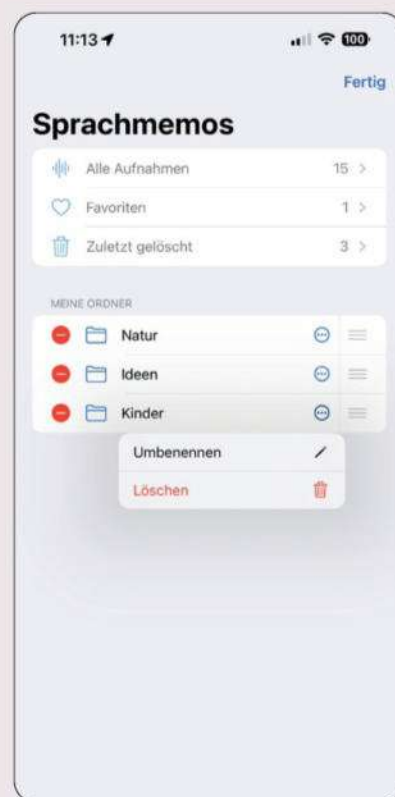 11:13
100
Fertig
Sprachmemos
Alle Aufnahmen 15
Favoriten 1
Zuletzt gelöscht 3
MEINE ORDNER
Natur
Ideen
Kinder
Umbenennen
Löschen